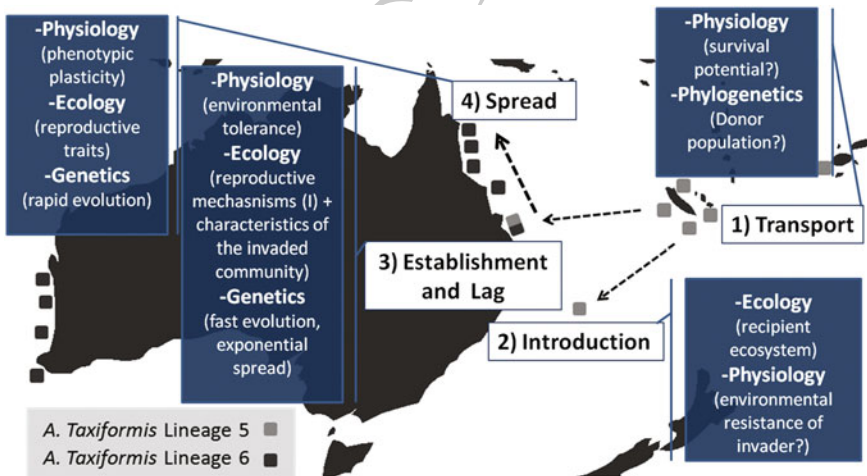 -Physiology
(phenotypic
plasticity)
-Ecology
(reproductive
traits)
-Genetics
(rapid evolution)
-Physiology
(environmental
tolerance)
-Ecology
(reproductive
mechasnisms (I) +
characteristics of
the invaded
community)
-Genetics
(fast evolution,
exponential
spread)
4) Spread
-Physiology
(survival
potential?)
-Phylogenetics
(Donor
population?)
1) Transport
3) Establishment
and Lag
2) Introduction
-Ecology
(recipient
ecosystem)
-Physiology
(environmental
resistance of
invader?)
A. Taxiformis Lineage 5
A. Taxiformis Lineage 6